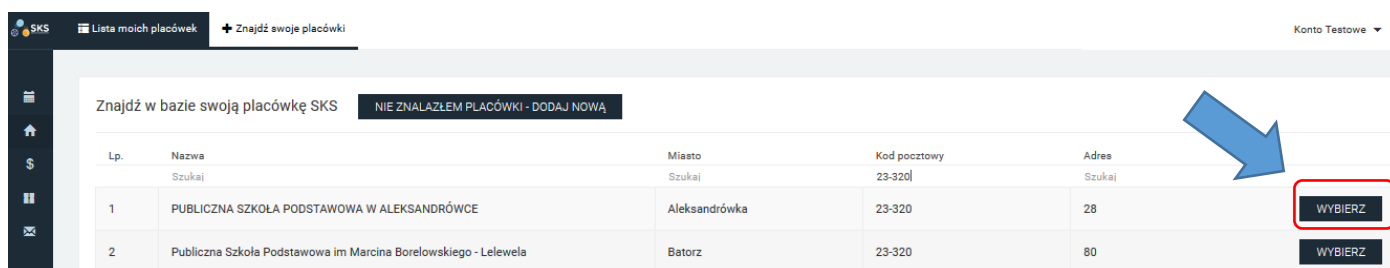 SKS Lista moich placówek Znajdź swoje placówki Konto Testowe
Znajdź w bazie swoją placówkę SKS NIE ZNALAZŁEM PLACÓWKI - DODAJ NOWĄ
Lp. Nazwa Miasto Kod pocztowy Adres
Szukaj Szukaj 23-320 Szukaj
1 PUBLICZNA SZKOŁA PODSTAWOWA W ALEKSANDRÓWCE Aleksandrówka 23-320 28 WYBIERZ
2 Publiczna Szkoła Podstawowa im Marcina Borelowskiego - Lelewela Batorz 23-320 80 WYBIERZ